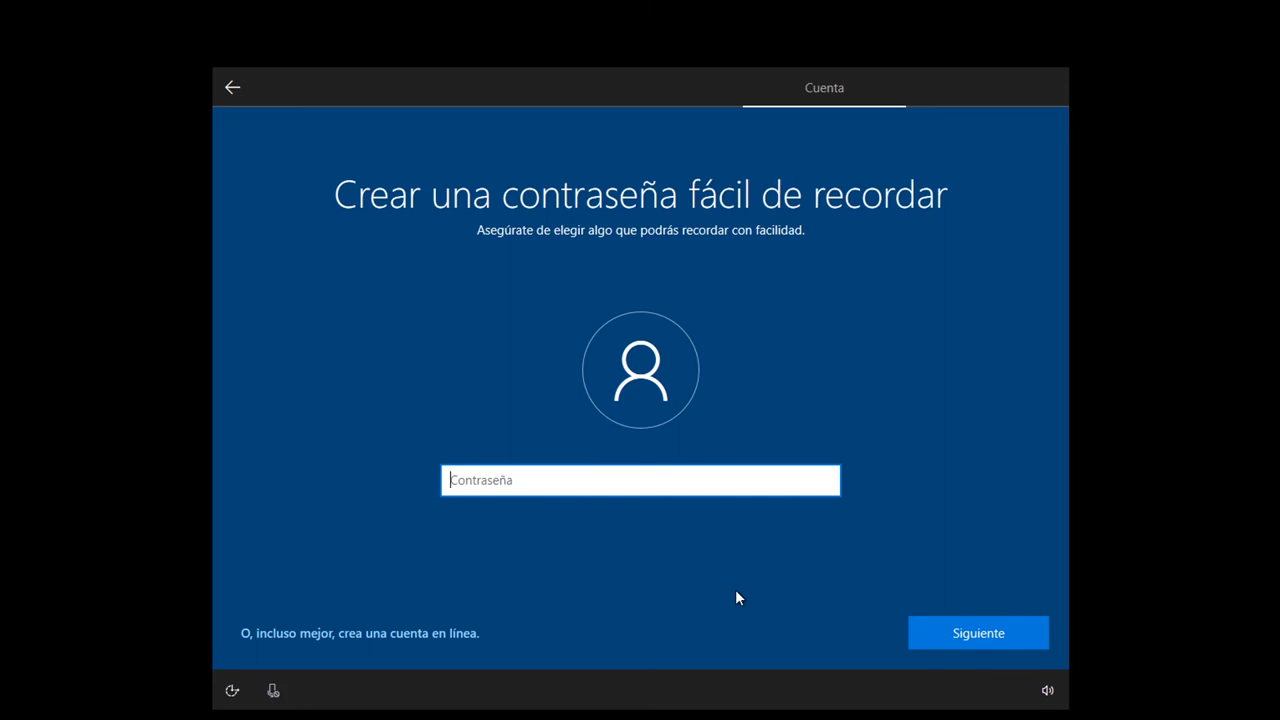 Cuenta
Crear una contraseña fácil de recordar
Asegúrate de elegir algo que podrás recordar con facilidad.
Contraseña
O, incluso mejor, crea una cuenta en línea.
Siguiente